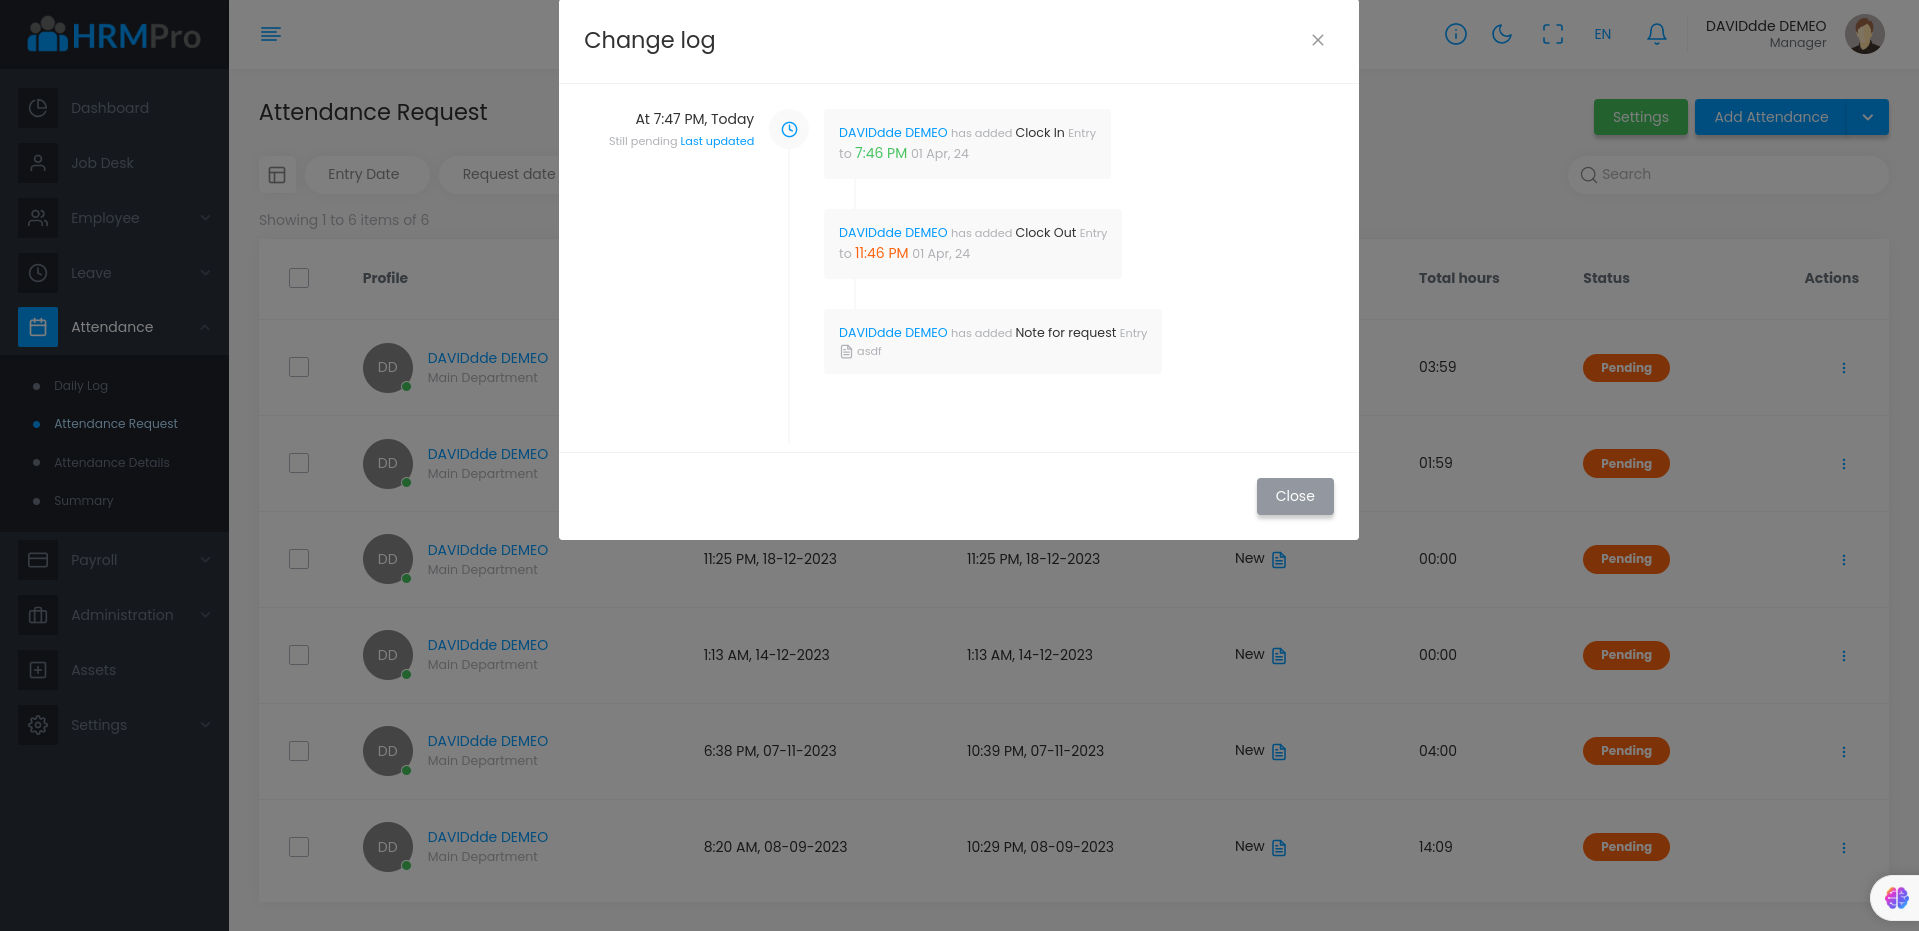 HRMPro
Change log
EN
DAVIDdde DEMEO
Manager
Dashboard
Job Desk
Employee
Leave
Attendance
Daily Log
Attendance Request
Attendance Details
Summary
Payroll
Administration
Assets
Settings
Attendance Request
Settings
Add Attendance
Entry Date
Request date
Search
Showing 1 to 6 items of 6
At 7:47 PM, Today
Still pending Last updated
DAVIDdde DEMEO has added Clock In Entry
to 7:46 PM 01 Apr, 24
DAVIDdde DEMEO has added Clock Out Entry
to 11:46 PM 01 Apr, 24
DAVIDdde DEMEO has added Note for request Entry
asdf
Close
Profile
Total hours
Status
Actions
DD
DAVIDdde DEMEO
Main Department
03:59
Pending
DD
DAVIDdde DEMEO
Main Department
01:59
Pending
DD
DAVIDdde DEMEO
Main Department
11:25 PM, 18-12-2023
11:25 PM, 18-12-2023
New
00:00
Pending
DD
DAVIDdde DEMEO
Main Department
1:13 AM, 14-12-2023
1:13 AM, 14-12-2023
New
00:00
Pending
DD
DAVIDdde DEMEO
Main Department
6:38 PM, 07-11-2023
10:39 PM, 07-11-2023
New
04:00
Pending
DD
DAVIDdde DEMEO
Main Department
8:20 AM, 08-09-2023
10:29 PM, 08-09-2023
New
14:09
Pending